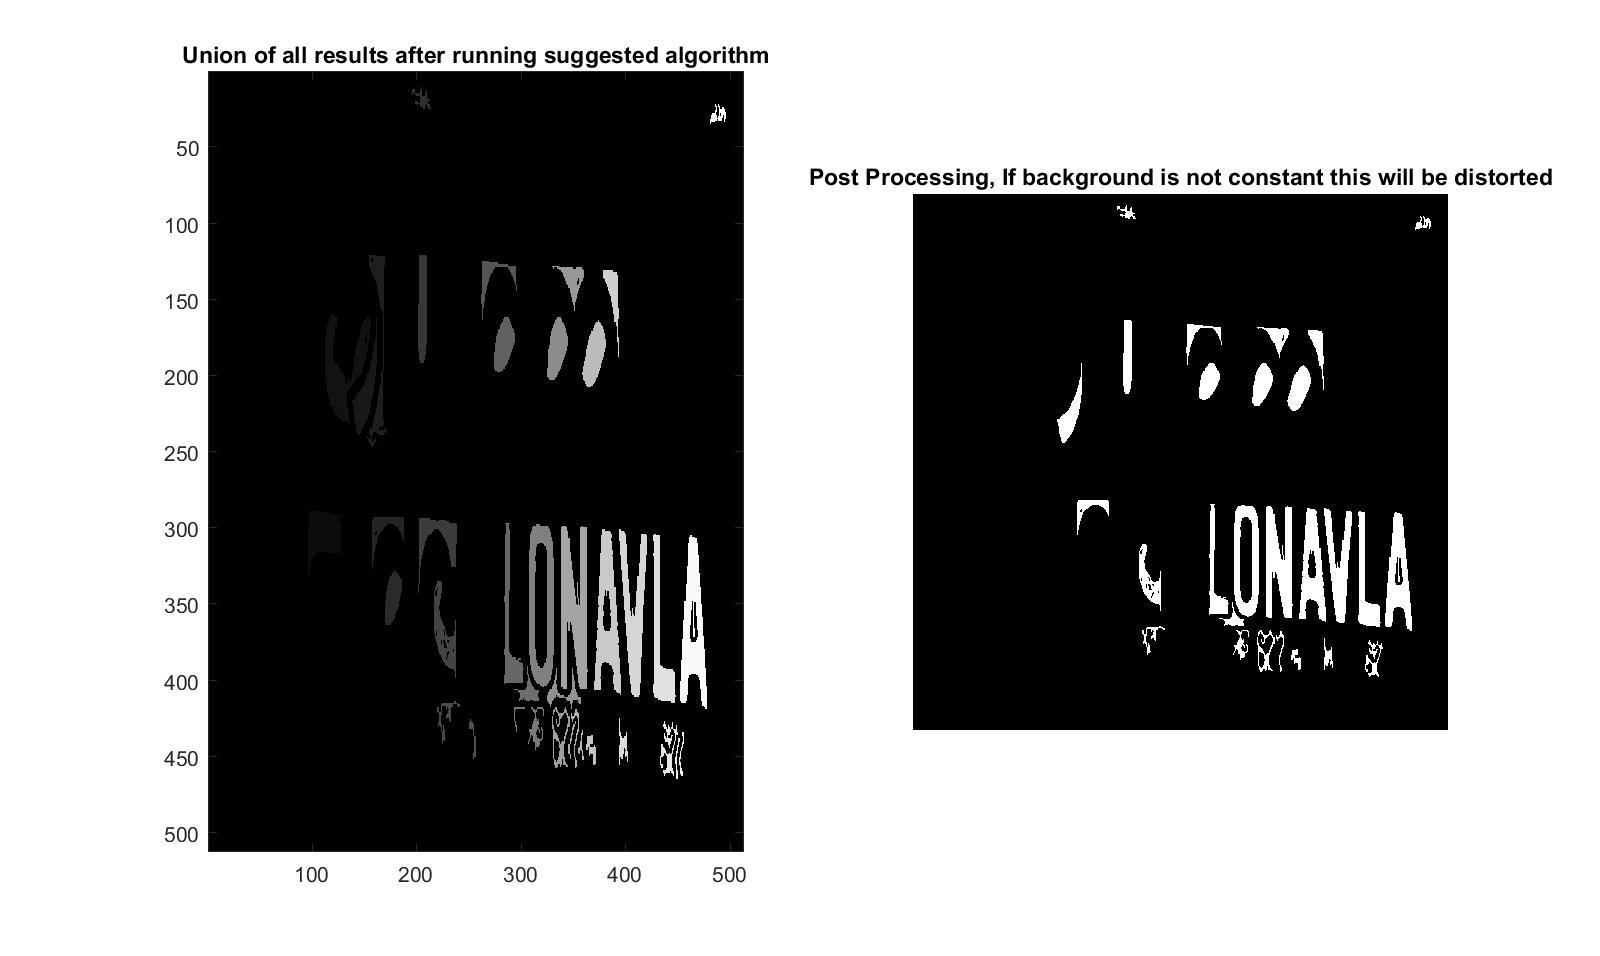 Union of all results after running suggested algorithm
Post Processing, If background is not constant this will be distorted
50
100
150
200
250
300
350
400
450
500
100 200 300 400 500
LONAVLA
LONAVLA